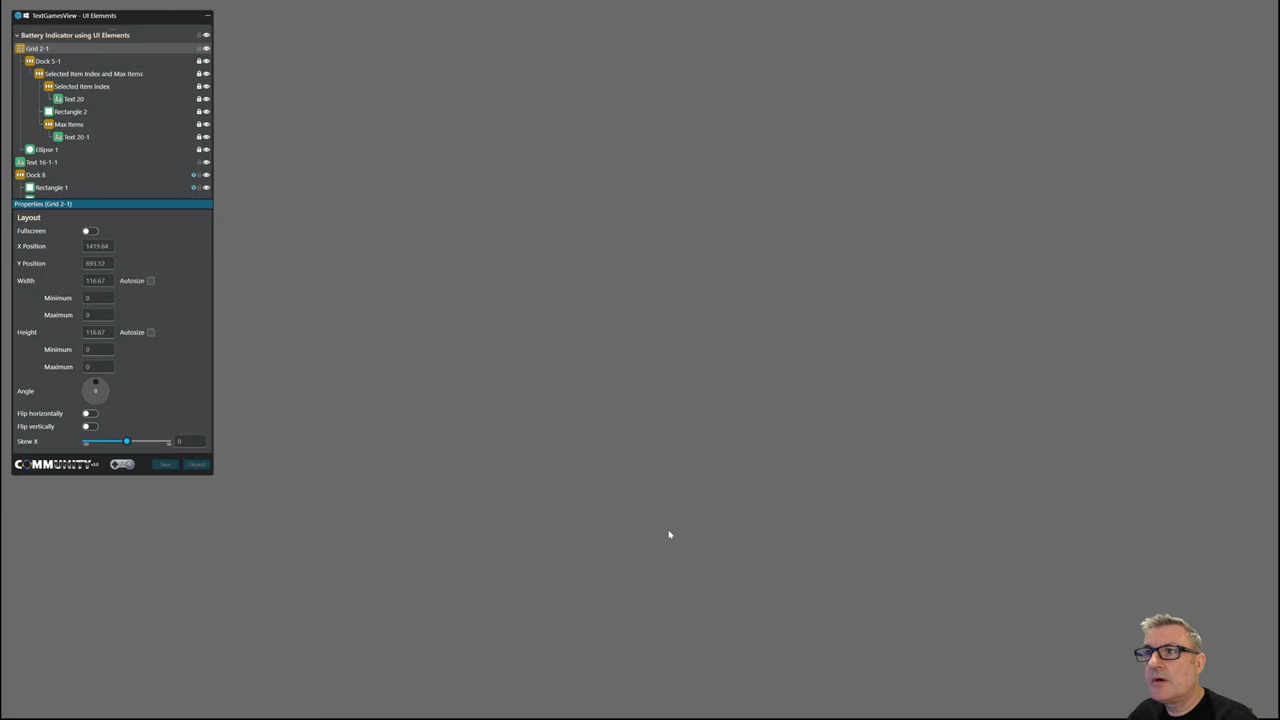 TextGamesView - UI Elements
Battery Indicator using UI Elements
Grid 2-1
Dock 5-1
Selected Item Index and Max Items
Selected Item Index
Text 20
Rectangle 2
Max Items
Text 20-1
Ellipse 1
Text 16-1-1
Dock 8
Rectangle 1
Properties (Grid 2-1)
Layout
Fullscreen
X Position 1419.64
Y Position 693.12
Width 116.67 Autosize
Minimum 0
Maximum 0
Height 116.67 Autosize
Minimum 0
Maximum 0
Angle 0
Flip horizontally
Flip vertically
Skew X 0
COMMUNITY v3.0 Save Discard